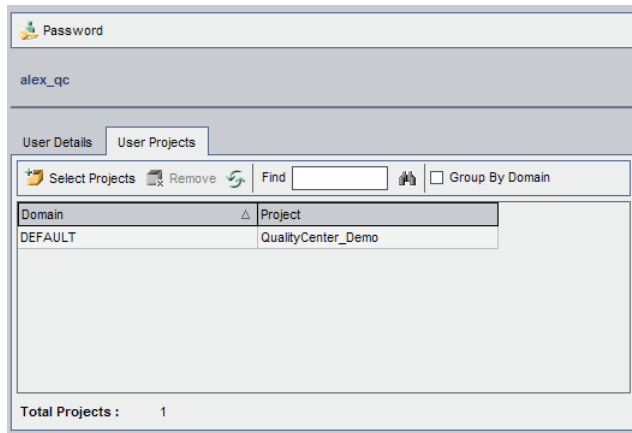 Password
alex_qc
User Details User Projects
Select Projects Remove Find Group By Domain
Domain Project
DEFAULT QualityCenter_Demo
Total Projects : 1